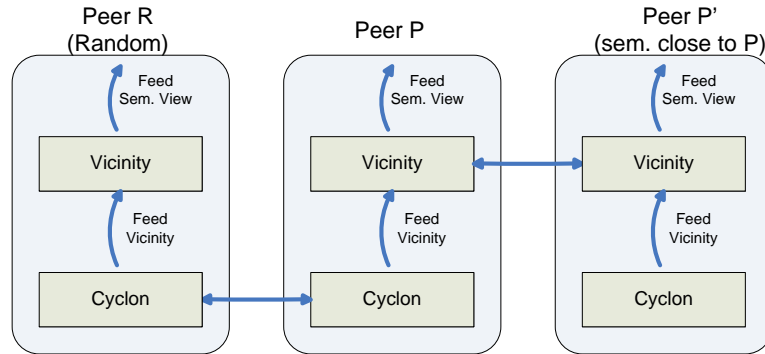 Peer R
(Random)
Feed
Sem. View
Vicinity
Feed
Vicinity
Cyclon
Peer P
Feed
Sem. View
Vicinity
Feed
Vicinity
Cyclon
Peer P’
(sem. close to P)
Feed
Sem. View
Vicinity
Feed
Vicinity
Cyclon